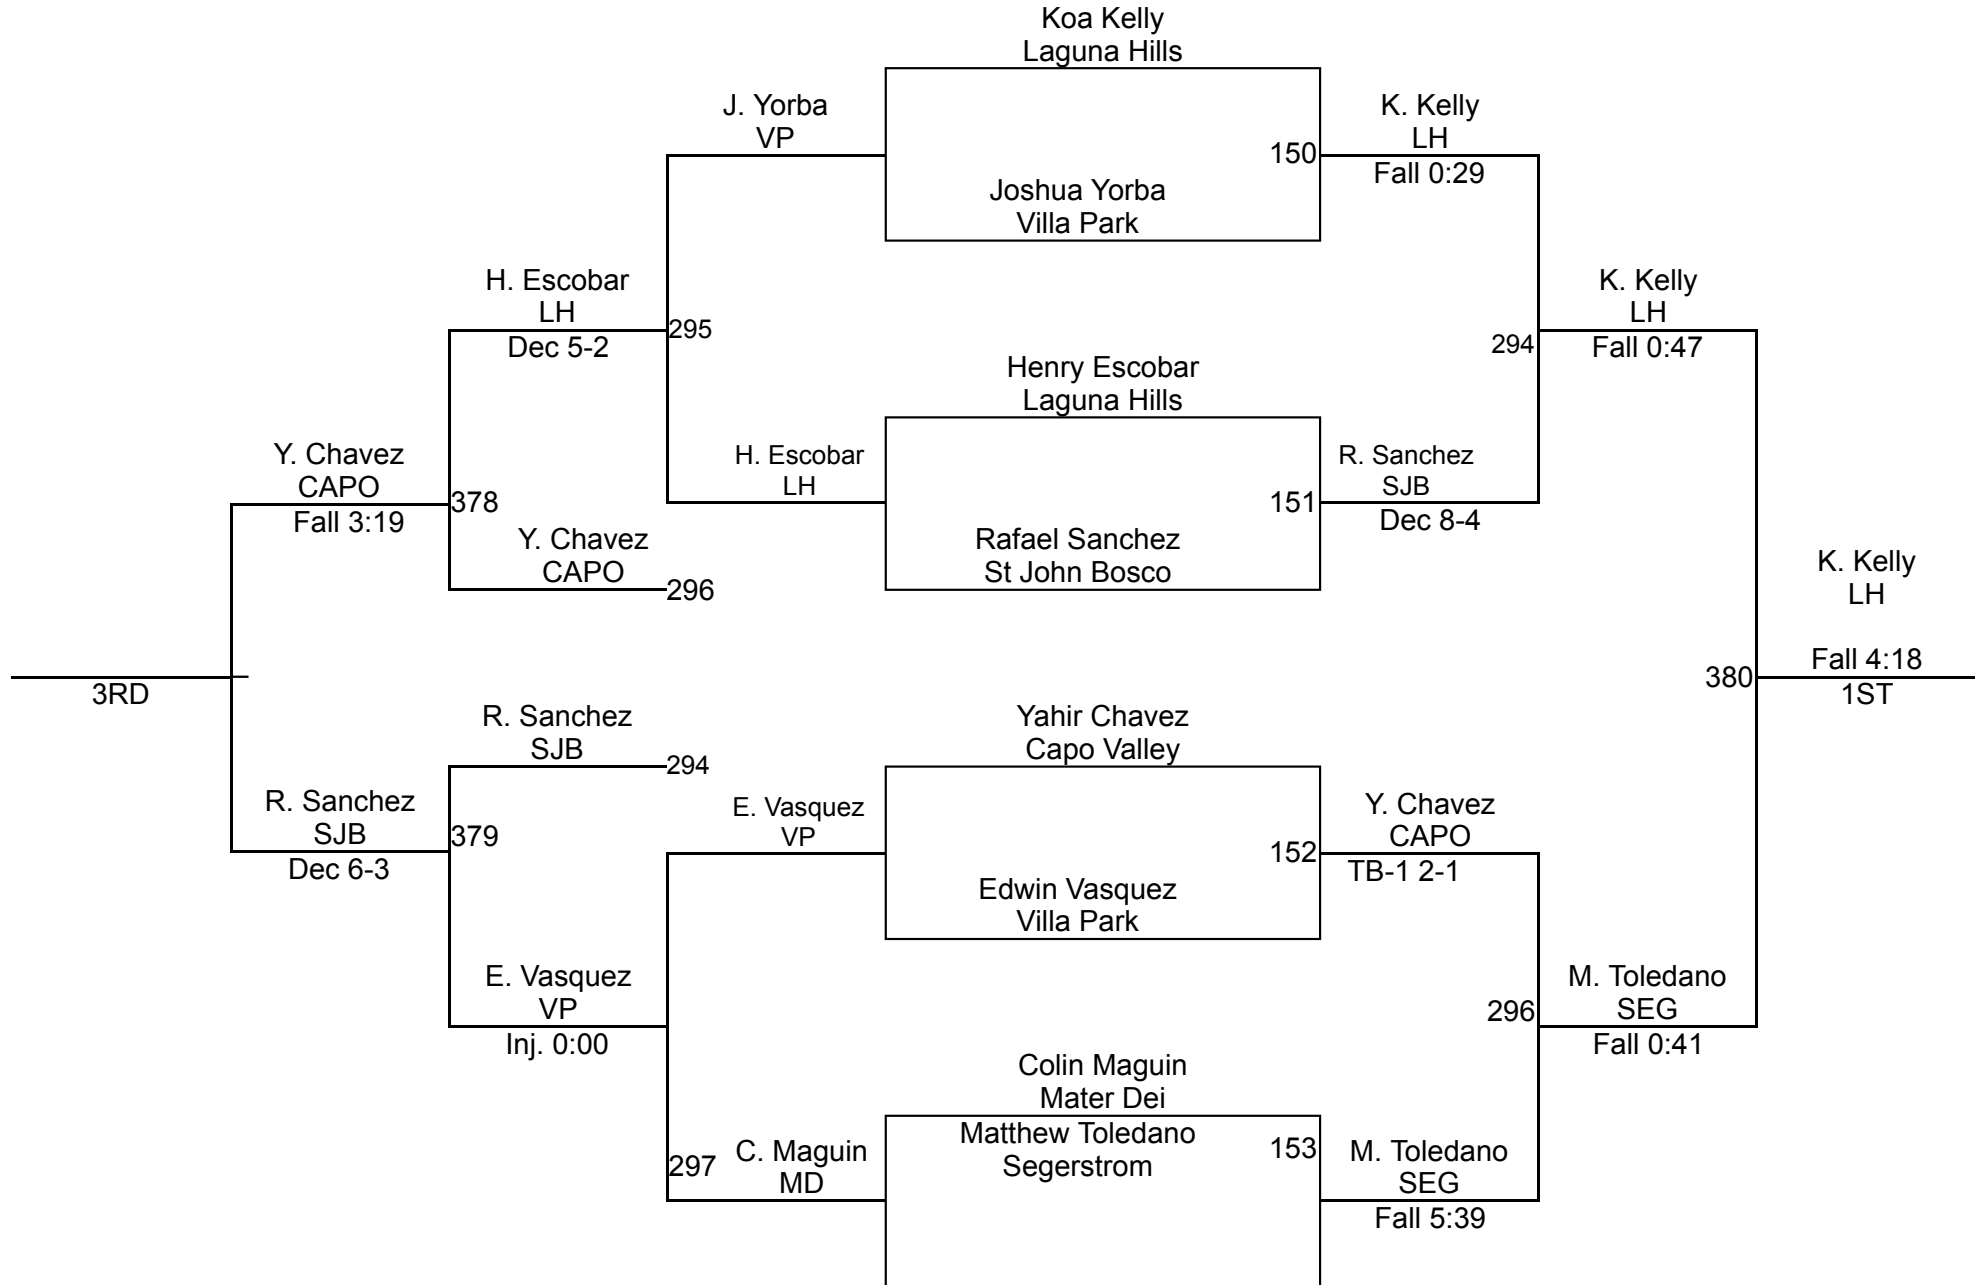 Koa Kelly
Laguna Hills
J. Yorba
VP
K. Kelly
LH
150
Fall 0:29
Joshua Yorba
Villa Park
H. Escobar
LH
295
Dec 5-2
K. Kelly
LH
294
Fall 0:47
Henry Escobar
Laguna Hills
Y. Chavez
CAPO
378
Fall 3:19
H. Escobar
LH
R. Sanchez
SJB
151
Dec 8-4
Y. Chavez
CAPO
296
Rafael Sanchez
St John Bosco
K. Kelly
LH
380
Fall 4:18
1ST
3RD
R. Sanchez
SJB
294
Yahir Chavez
Capo Valley
R. Sanchez
SJB
379
Dec 6-3
E. Vasquez
VP
Y. Chavez
CAPO
152
TB-1 2-1
Edwin Vasquez
Villa Park
E. Vasquez
VP
Inj. 0:00
M. Toledano
SEG
296
Fall 0:41
Colin Maguin
Mater Dei
Matthew Toledano
Segerstrom
153
297
C. Maguin
MD
M. Toledano
SEG
Fall 5:39